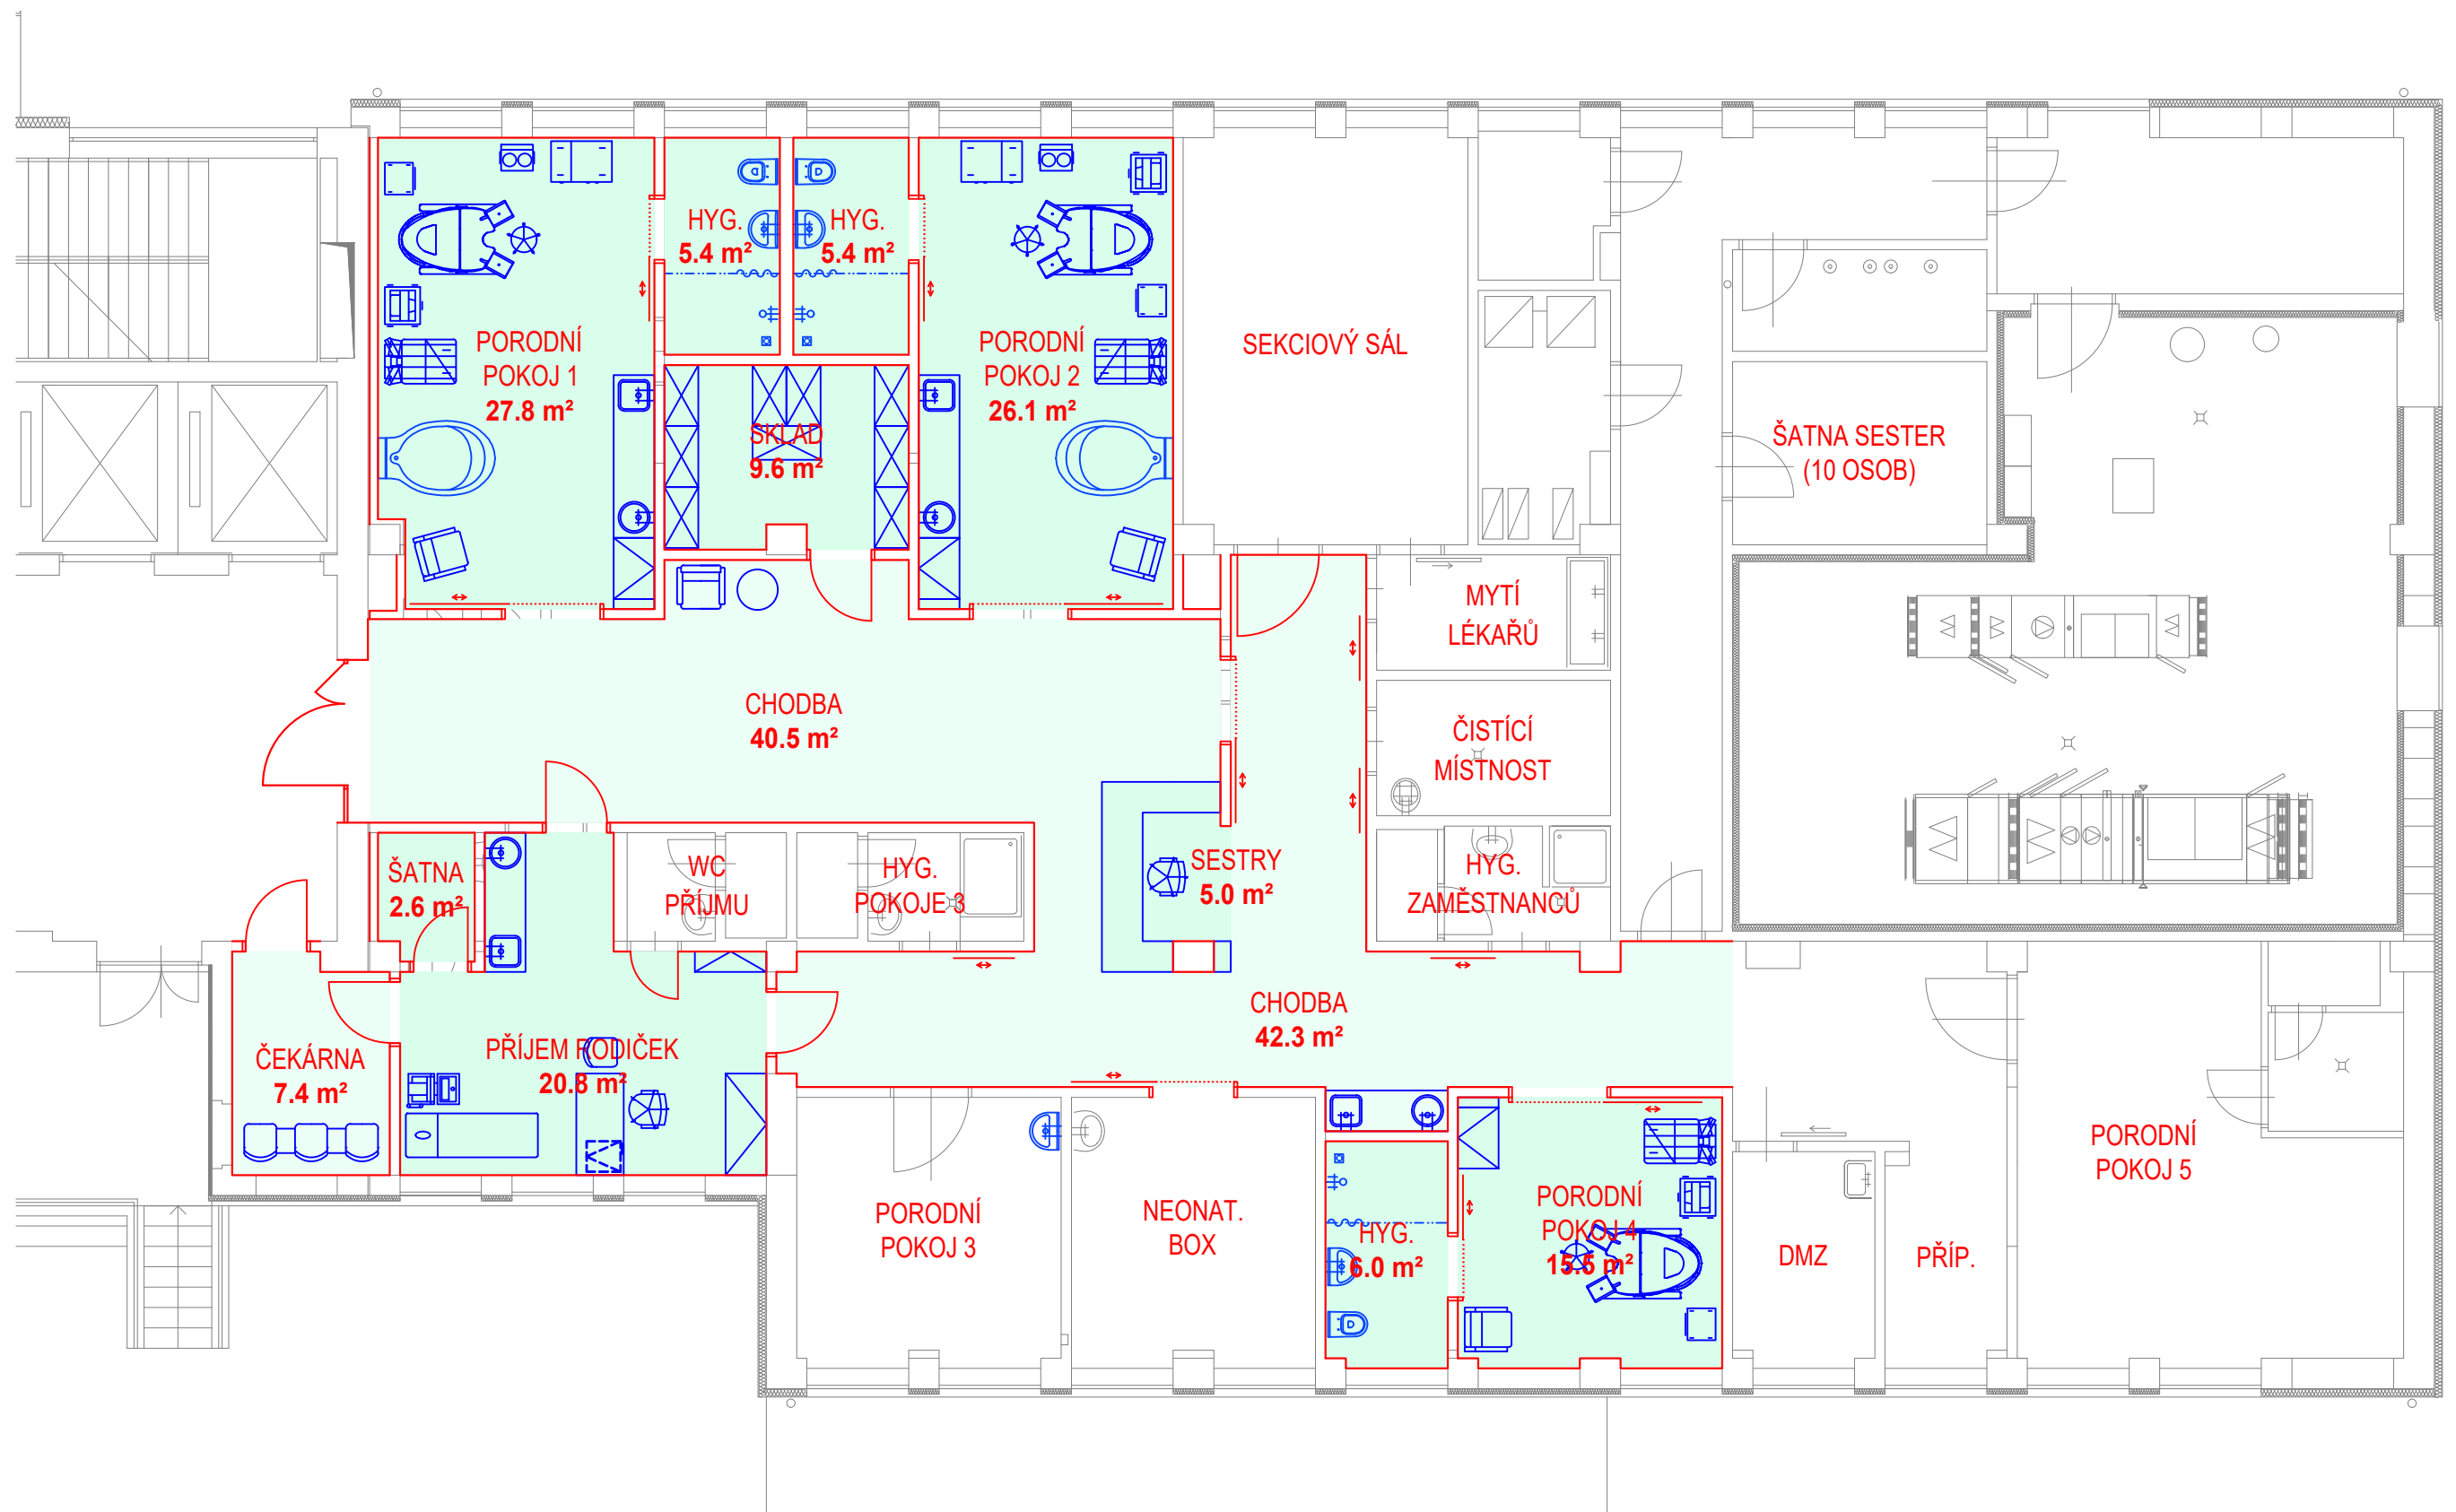 HYG.
5.4 m²
HYG.
5.4 m²
PORODNÍ
POKOJ 1
27.8 m²
PORODNÍ
POKOJ 2
26.1 m²
SEKCIOVÝ SÁL
SKLAD
9.6 m²
ŠATNA SESTER
(10 OSOB)
MYTÍ
LÉKAŘŮ
CHODBA
40.5 m²
ČISTÍCÍ
MÍSTNOST
ŠATNA
2.6 m²
WC
PŘÍJMU
HYG.
POKOJE 3
SESTRY
5.0 m²
HYG.
ZAMĚSTNANCŮ
CHODBA
42.3 m²
ČEKÁRNA
7.4 m²
PŘÍJEM RODIČEK
20.8 m²
PORODNÍ
POKOJ 5
PORODNÍ
POKOJ 3
NEONAT.
BOX
HYG.
6.0 m²
PORODNÍ
POKOJ 4
15.5 m²
DMZ
PŘÍP.